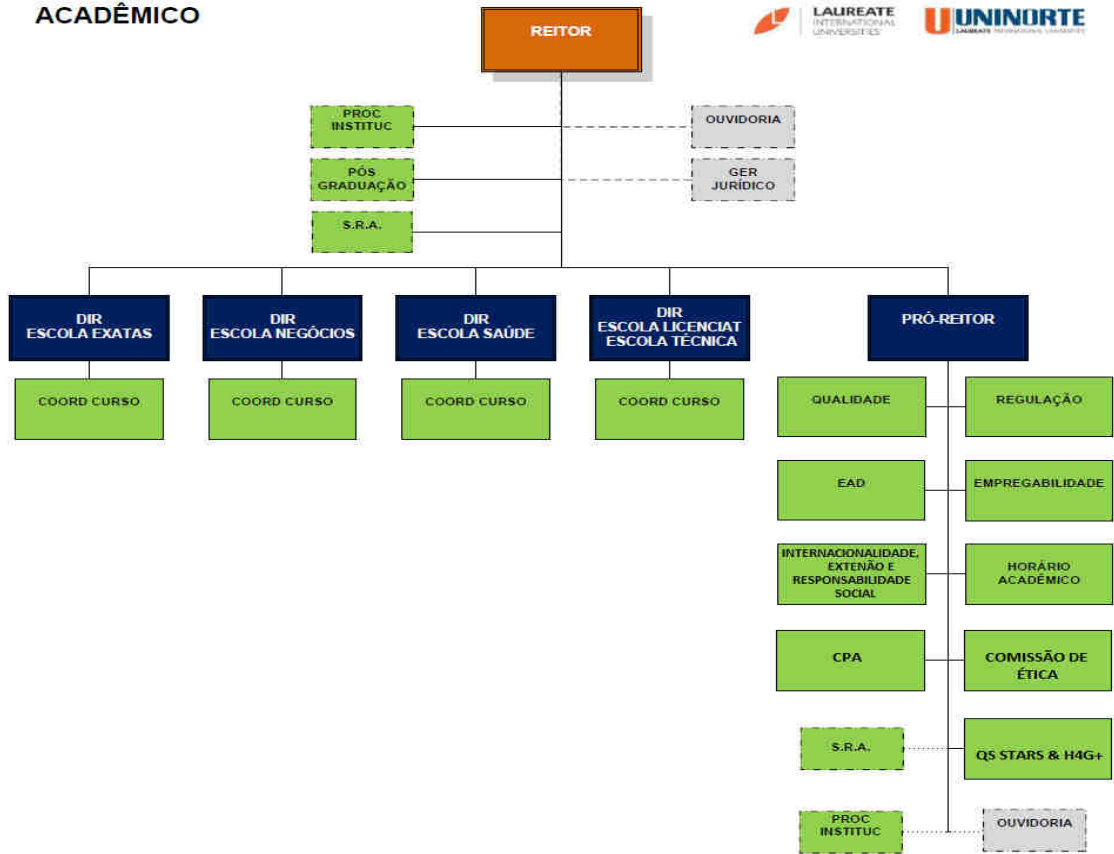 ACADÊMICO
REITOR
LAUREATE
INTERNATIONAL
UNIVERSITIES
UNINORTE
LAUREATE INTERNATIONAL UNIVERSITIES
PROC
INSTITUC
OUVIDORIA
PÓS
GRADUAÇÃO
GER
JURÍDICO
S.R.A.
DIR
ESCOLA EXATAS
DIR
ESCOLA NEGÓCIOS
DIR
ESCOLA SAÚDE
DIR
ESCOLA LICENCIAT
ESCOLA TÉCNICA
PRÓ-REITOR
COORD CURSO
COORD CURSO
COORD CURSO
COORD CURSO
QUALIDADE
REGULAÇÃO
EAD
EMPREGABILIDADE
INTERNACIONALIDADE,
EXTENÃO E
RESPONSABILIDADE
SOCIAL
HORÁRIO
ACADÊMICO
CPA
COMISSÃO DE
ÉTICA
S.R.A.
QS STARS & H4G+
PROC
INSTITUC
OUVIDORIA